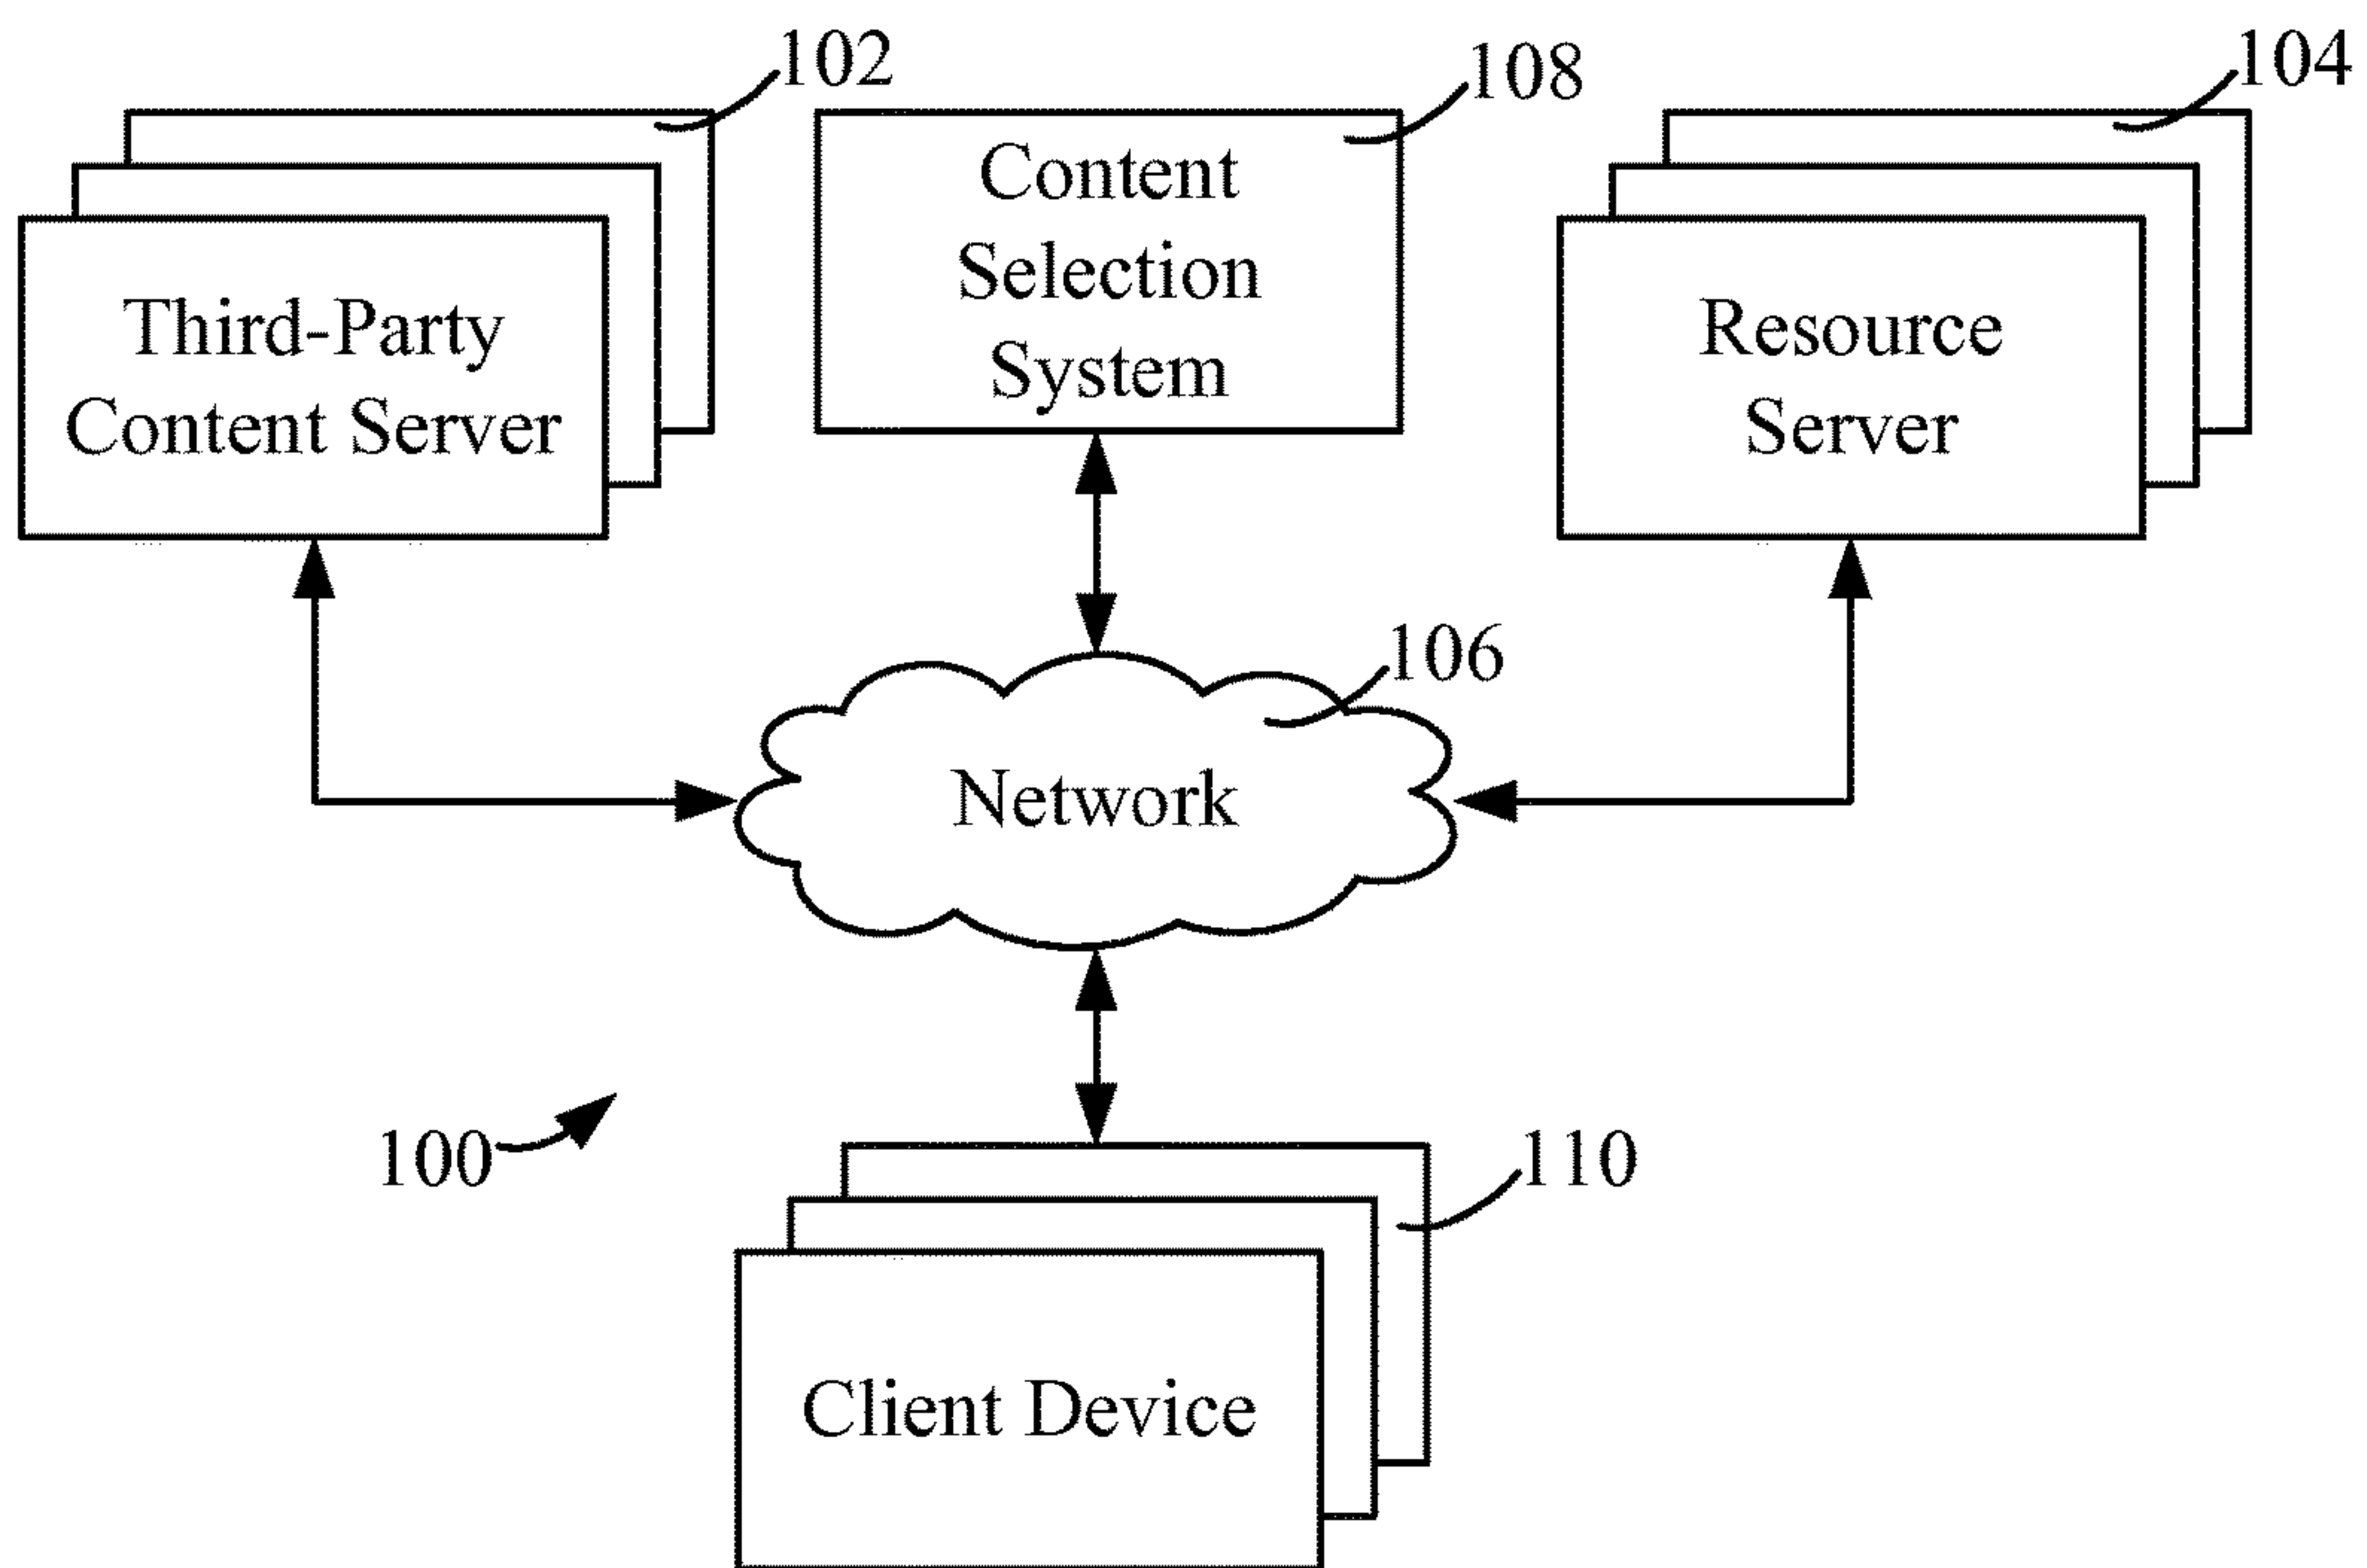 102
108
104
Third-Party
Content Server
Content
Selection
System
Resource
Server
106
Network
100
110
Client Device